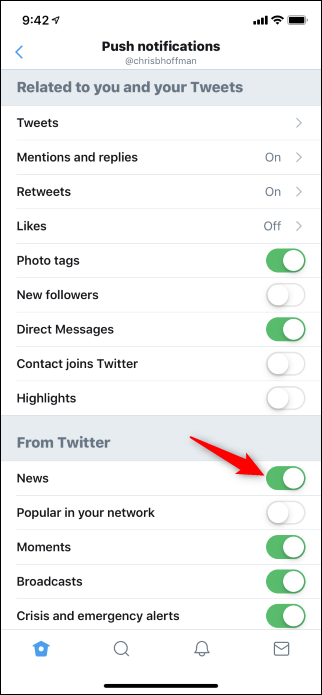 9:42
Push notifications
@chrisbhoffman
Related to you and your Tweets
Tweets
Mentions and replies On
Retweets On
Likes Off
Photo tags
New followers
Direct Messages
Contact joins Twitter
Highlights
From Twitter
News
Popular in your network
Moments
Broadcasts
Crisis and emergency alerts